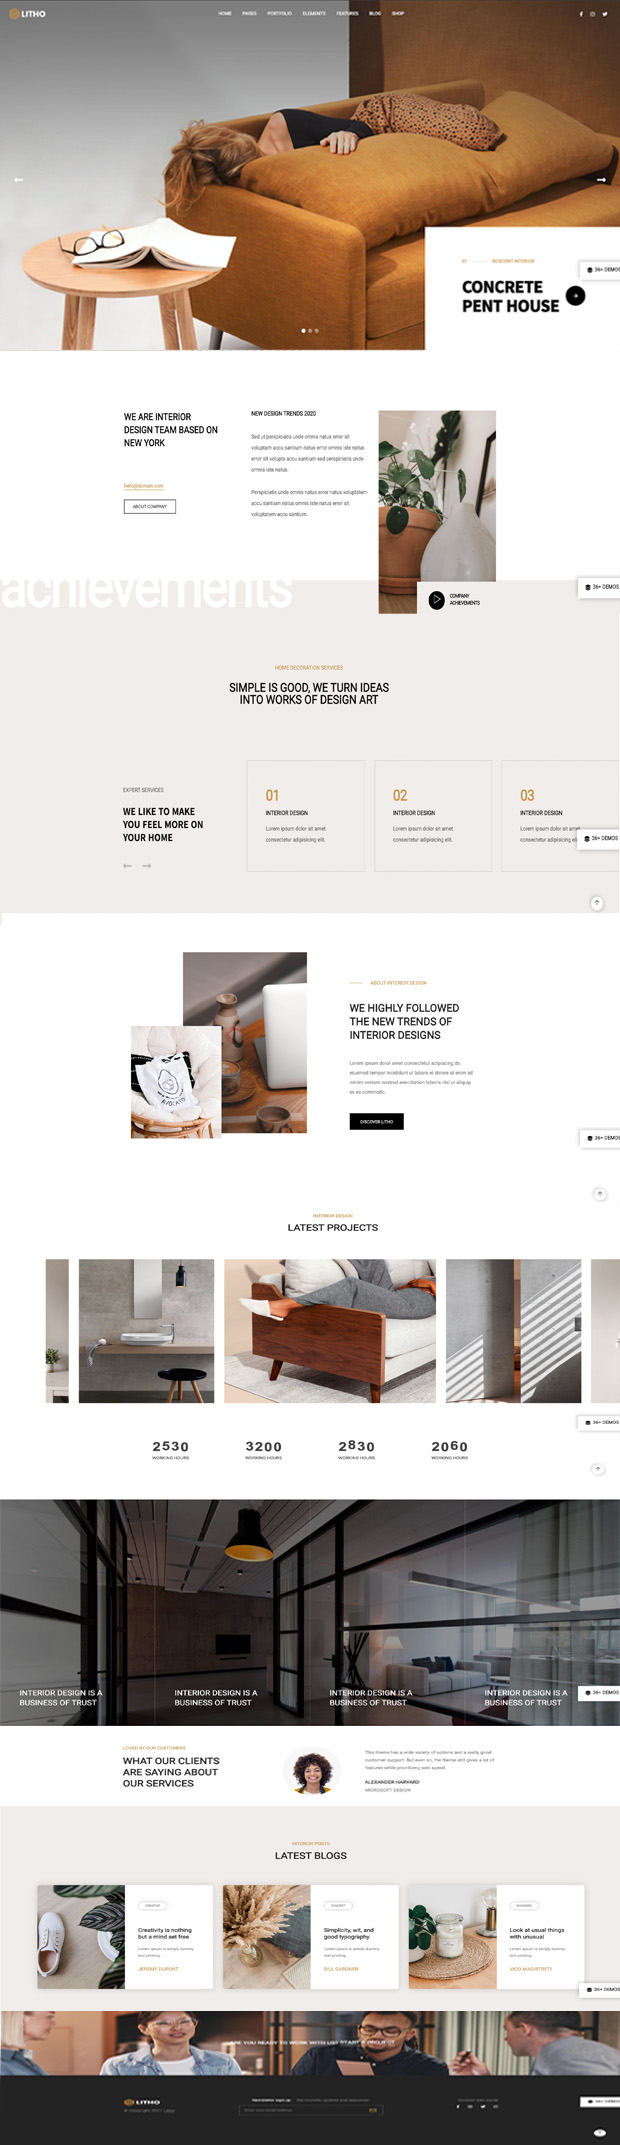 LITHO
HOME PAGES PORTFOLIO ELEMENTS FEATURES BLOG SHOP
01 RESIDENT INTERIOR
CONCRETE
PENT HOUSE
36+ DEMOS
WE ARE INTERIOR
DESIGN TEAM BASED ON
NEW YORK
hello@domain.com
ABOUT COMPANY
NEW DESIGN TRENDS 2020
Sed ut perspiciatis unde omnis natus error sit
voluptam accu santium natus error omnis iste natus
error sit volupta accu santium sed perspiciatis unde
omnis iste natus.
Perspiciatis unde omnis natus error natus voluptatem
accu santium natus omnis iste natus error sit
voluptatem accu santium.
achievements
COMPANY
ACHIEVEMENTS
36+ DEMOS
HOME DECORATION SERVICES
SIMPLE IS GOOD, WE TURN IDEAS
INTO WORKS OF DESIGN ART
EXPERT SERVICES
WE LIKE TO MAKE
YOU FEEL MORE ON
YOUR HOME
01
INTERIOR DESIGN
Lorem ipsum dolor sit amet
consectetur adipisicing elit.
02
INTERIOR DESIGN
Lorem ipsum dolor sit amet
consectetur adipisicing elit.
03
INTERIOR DESIGN
Lorem ipsum dolor sit amet
consectetur adipisicing
36+ DEMOS
AVOCATO
ABOUT INTERIOR DESIGN
WE HIGHLY FOLLOWED
THE NEW TRENDS OF
INTERIOR DESIGNS
Lorem ipsum dolor amet consectetur adipiscing do
eiusmod tempor incididunt ut labore et dolore ut enim ad
minim veniam nostrud exercitation laboris nisi ut aliquip
ex ea commodo.
DISCOVER LITHO
36+ DEMOS
INTERIOR DESIGN
LATEST PROJECTS
36+ DEMOS
2530 3200 2830 2060
WORKING HOURS WORKING HOURS WORKING HOURS WORKING HOURS
INTERIOR DESIGN IS A
BUSINESS OF TRUST
INTERIOR DESIGN IS A
BUSINESS OF TRUST
INTERIOR DESIGN IS A
BUSINESS OF TRUST
INTERIOR DESIGN IS A
BUSINESS OF TRUST
36+ DEMOS
LOVED BY OUR CUSTOMERS
WHAT OUR CLIENTS
ARE SAYING ABOUT
OUR SERVICES
This theme has a wide variety of options and a really good
customer support. But even so, the theme still gives a lot of
features while prioritizing web speed.
ALEXANDER HARVARD
MICROSOFT DESIGN
INTERIOR POSTS
LATEST BLOGS
CREATIVE
Creativity is nothing
but a mind set free
Lorem ipsum is simply dummy
text printing
JEREMY DUPONT
CONCEPT
Simplicity, wit, and
good typography
Lorem ipsum is simply dummy
text printing
BILL GARDNER
BUSINESS
Look at usual things
with unusual
Lorem ipsum is simply dummy
text printing
VICO MAGISTRETTI
36+ DEMOS
ARE YOU READY TO WORK WITH US? START A PROJECT
LITHO
36+ DEMOS